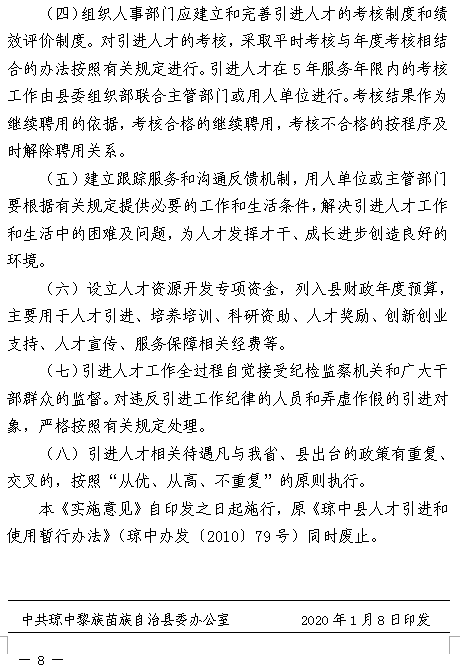 （四）组织人事部门应建立和完善引进人才的考核制度和绩
效评价制度。对引进人才的考核，采取平时考核与年度考核相结
合的办法按照有关规定进行。引进人才在 5 年服务年限内的考核
工作由县委组织部联合主管部门或用人单位进行。考核结果作为
继续聘用的依据，考核合格的继续聘用，考核不合格的按程序及
时解除聘用关系。
（五）建立跟踪服务和沟通反馈机制，用人单位或主管部门
要根据有关规定提供必要的工作和生活条件，解决引进人才工作
和生活中的困难及问题，为人才发挥才干、成长进步创造良好的
环境。
（六）设立人才资源开发专项资金，列入县财政年度预算，
主要用于人才引进、培养培训、科研资助、人才奖励、创新创业
支持、人才宣传、服务保障相关经费等。
（七）引进人才工作全过程自觉接受纪检监察机关和广大干
部群众的监督。对违反引进工作纪律的人员和弄虚作假的引进对
象，严格按照有关规定处理。
（八）引进人才相关待遇凡与我省、县出台的政策有重复、
交叉的，按照“从优、从高、不重复”的原则执行。
本《实施意见》自印发之日起施行，原《琼中县人才引进和
使用暂行办法》（琼中办发〔2010〕79 号）同时废止。
中共琼中黎族苗族自治县委办公室 2020 年 1 月 8 日印发
— 8 —